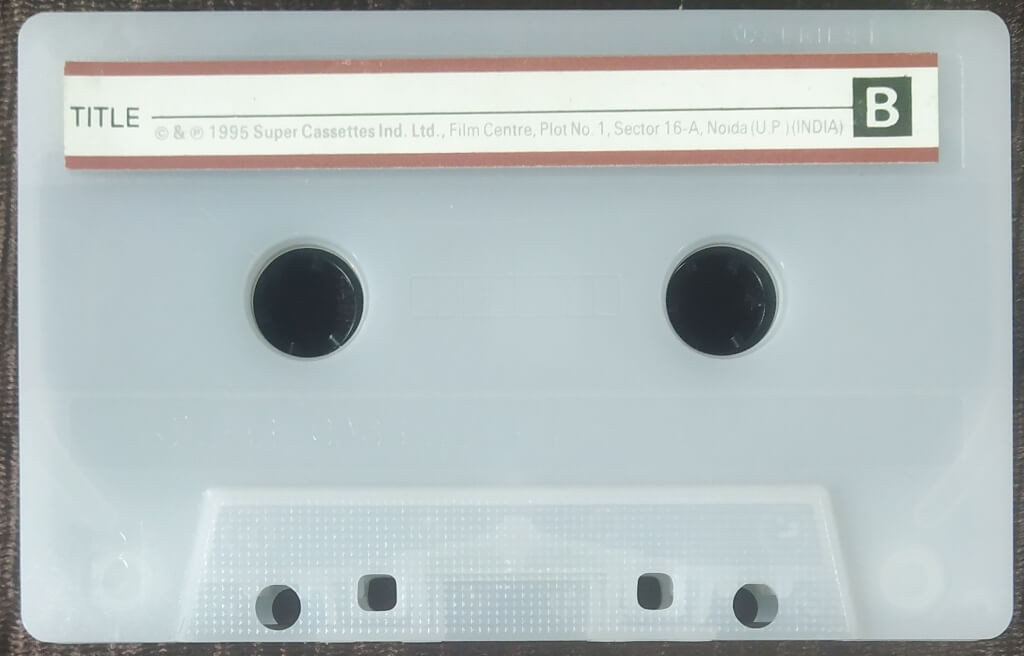 TITLE
B
© & ℗ 1995 Super Cassettes Ind. Ltd., Film Centre, Plot No. 1, Sector 16-A, Noida (U.P.) (INDIA)